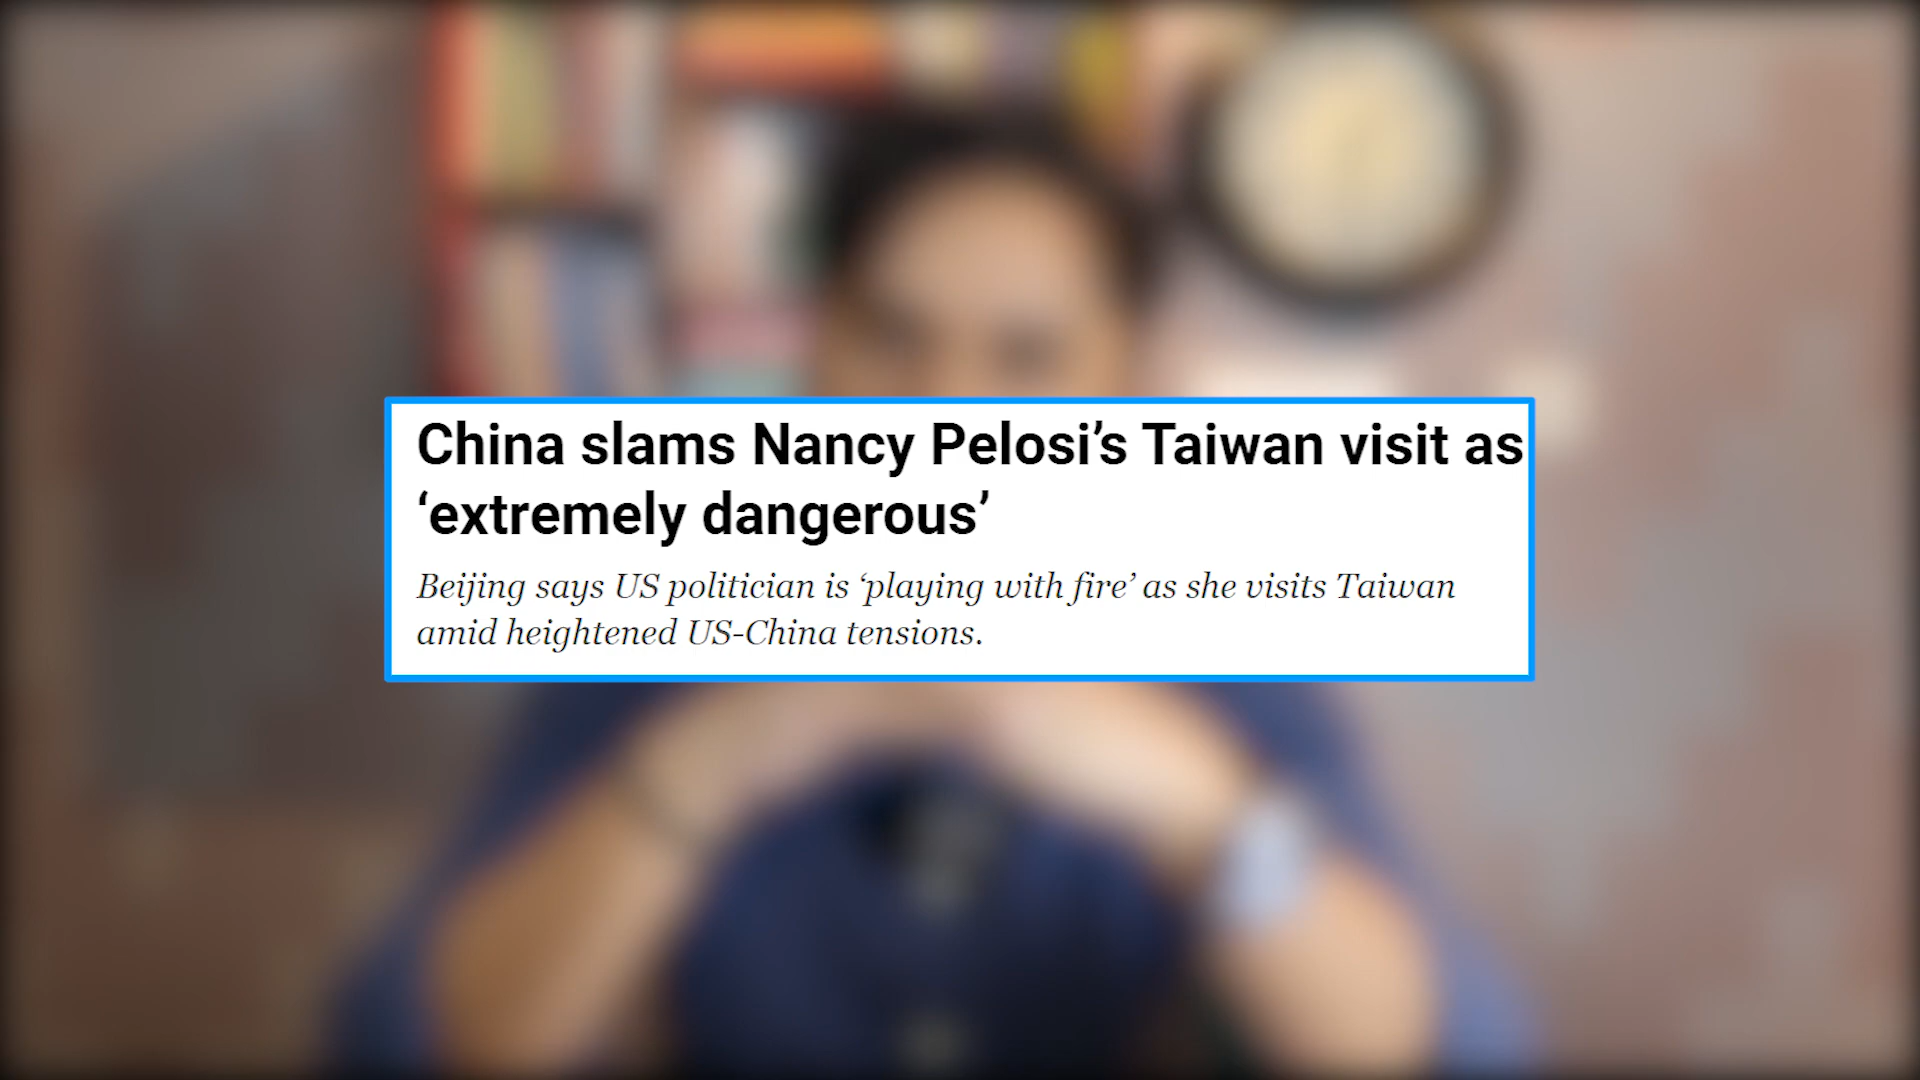 China slams Nancy Pelosi’s Taiwan visit as
‘extremely dangerous’
Beijing says US politician is ‘playing with fire’ as she visits Taiwan
amid heightened US-China tensions.